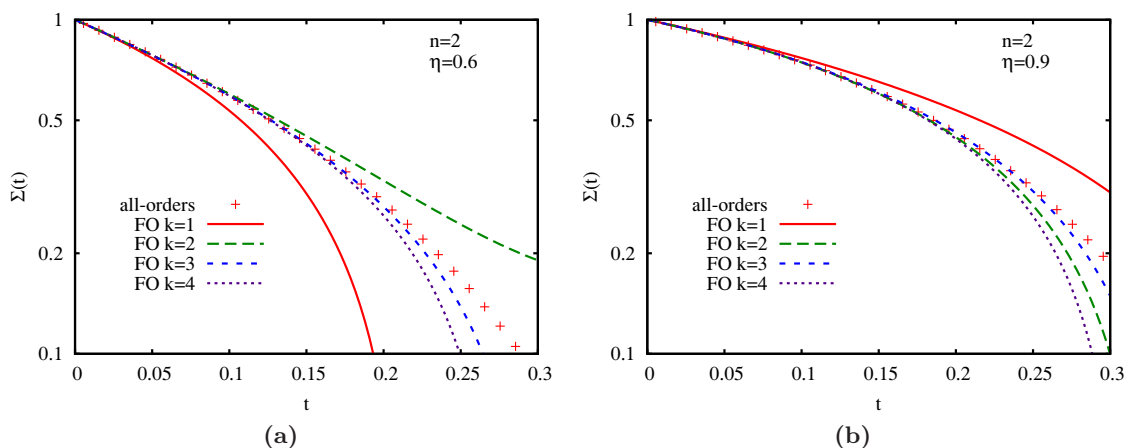 1
0.5
0.2
0.1
Σ(t)
n=2
η=0.6
all-orders
FO k=1
FO k=2
FO k=3
FO k=4
0 0.05 0.1 0.15 0.2 0.25 0.3
t
(a)
1
0.5
0.2
0.1
Σ(t)
n=2
η=0.9
all-orders
FO k=1
FO k=2
FO k=3
FO k=4
0 0.05 0.1 0.15 0.2 0.25 0.3
t
(b)